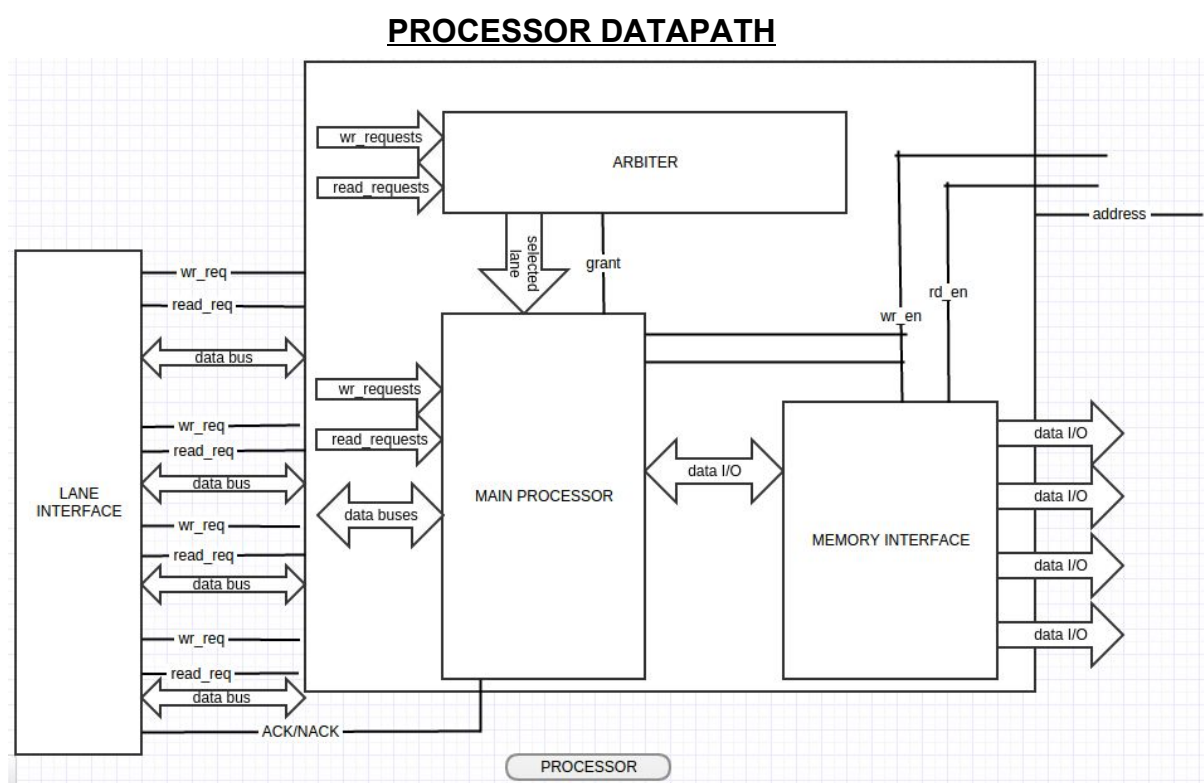 PROCESSOR DATAPATH
wr_requests
read_requests
ARBITER
address
selected
lane
grant
wr_req
read_req
data bus
rd_en
wr_en
wr_requests
read_requests
data buses
MAIN PROCESSOR
data I/O
MEMORY INTERFACE
data I/O
data I/O
data I/O
data I/O
LANE
INTERFACE
wr_req
read_req
data bus
wr_req
read_req
data bus
wr_req
read_req
data bus
ACK/NACK
PROCESSOR